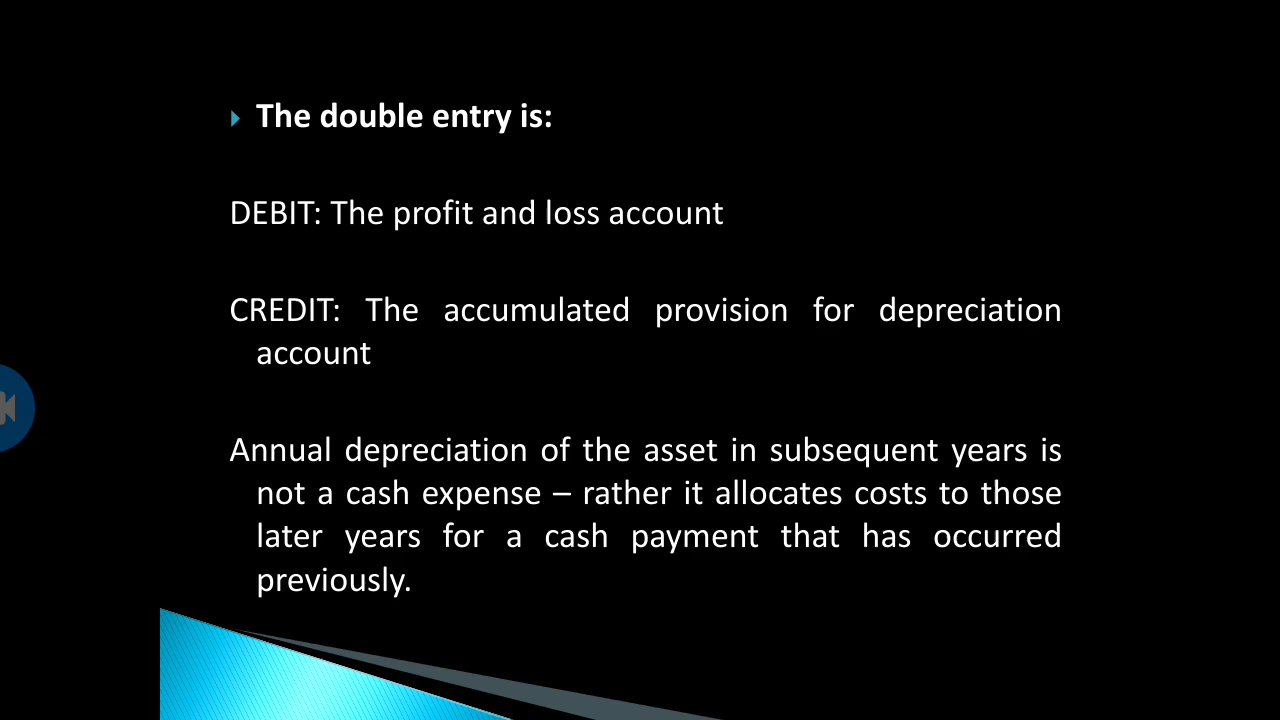 The double entry is:
DEBIT: The profit and loss account
CREDIT: The accumulated provision for depreciation
account
Annual depreciation of the asset in subsequent years is
not a cash expense – rather it allocates costs to those
later years for a cash payment that has occurred
previously.